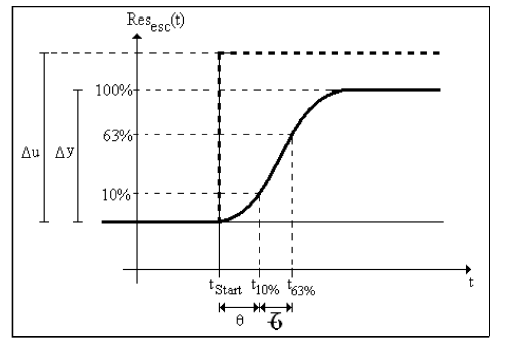 Res_esc(t)
100%
63%
Δu Δy
10%
t_Start t_10% t_63% t
θ